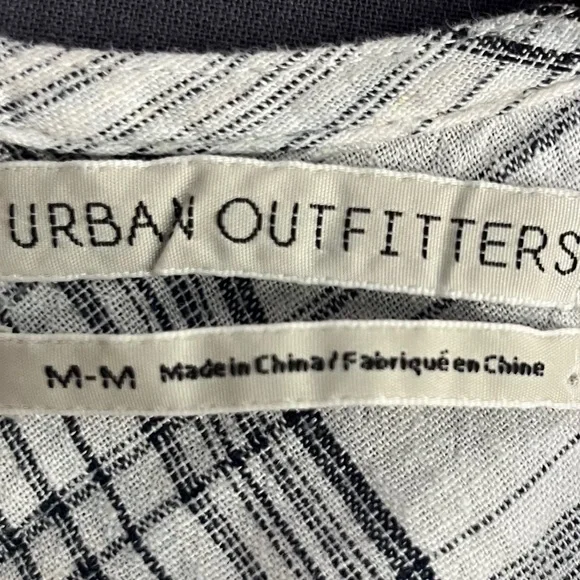 URBAN OUTFITTERS
M-M Made in China / Fabriqué en Chine